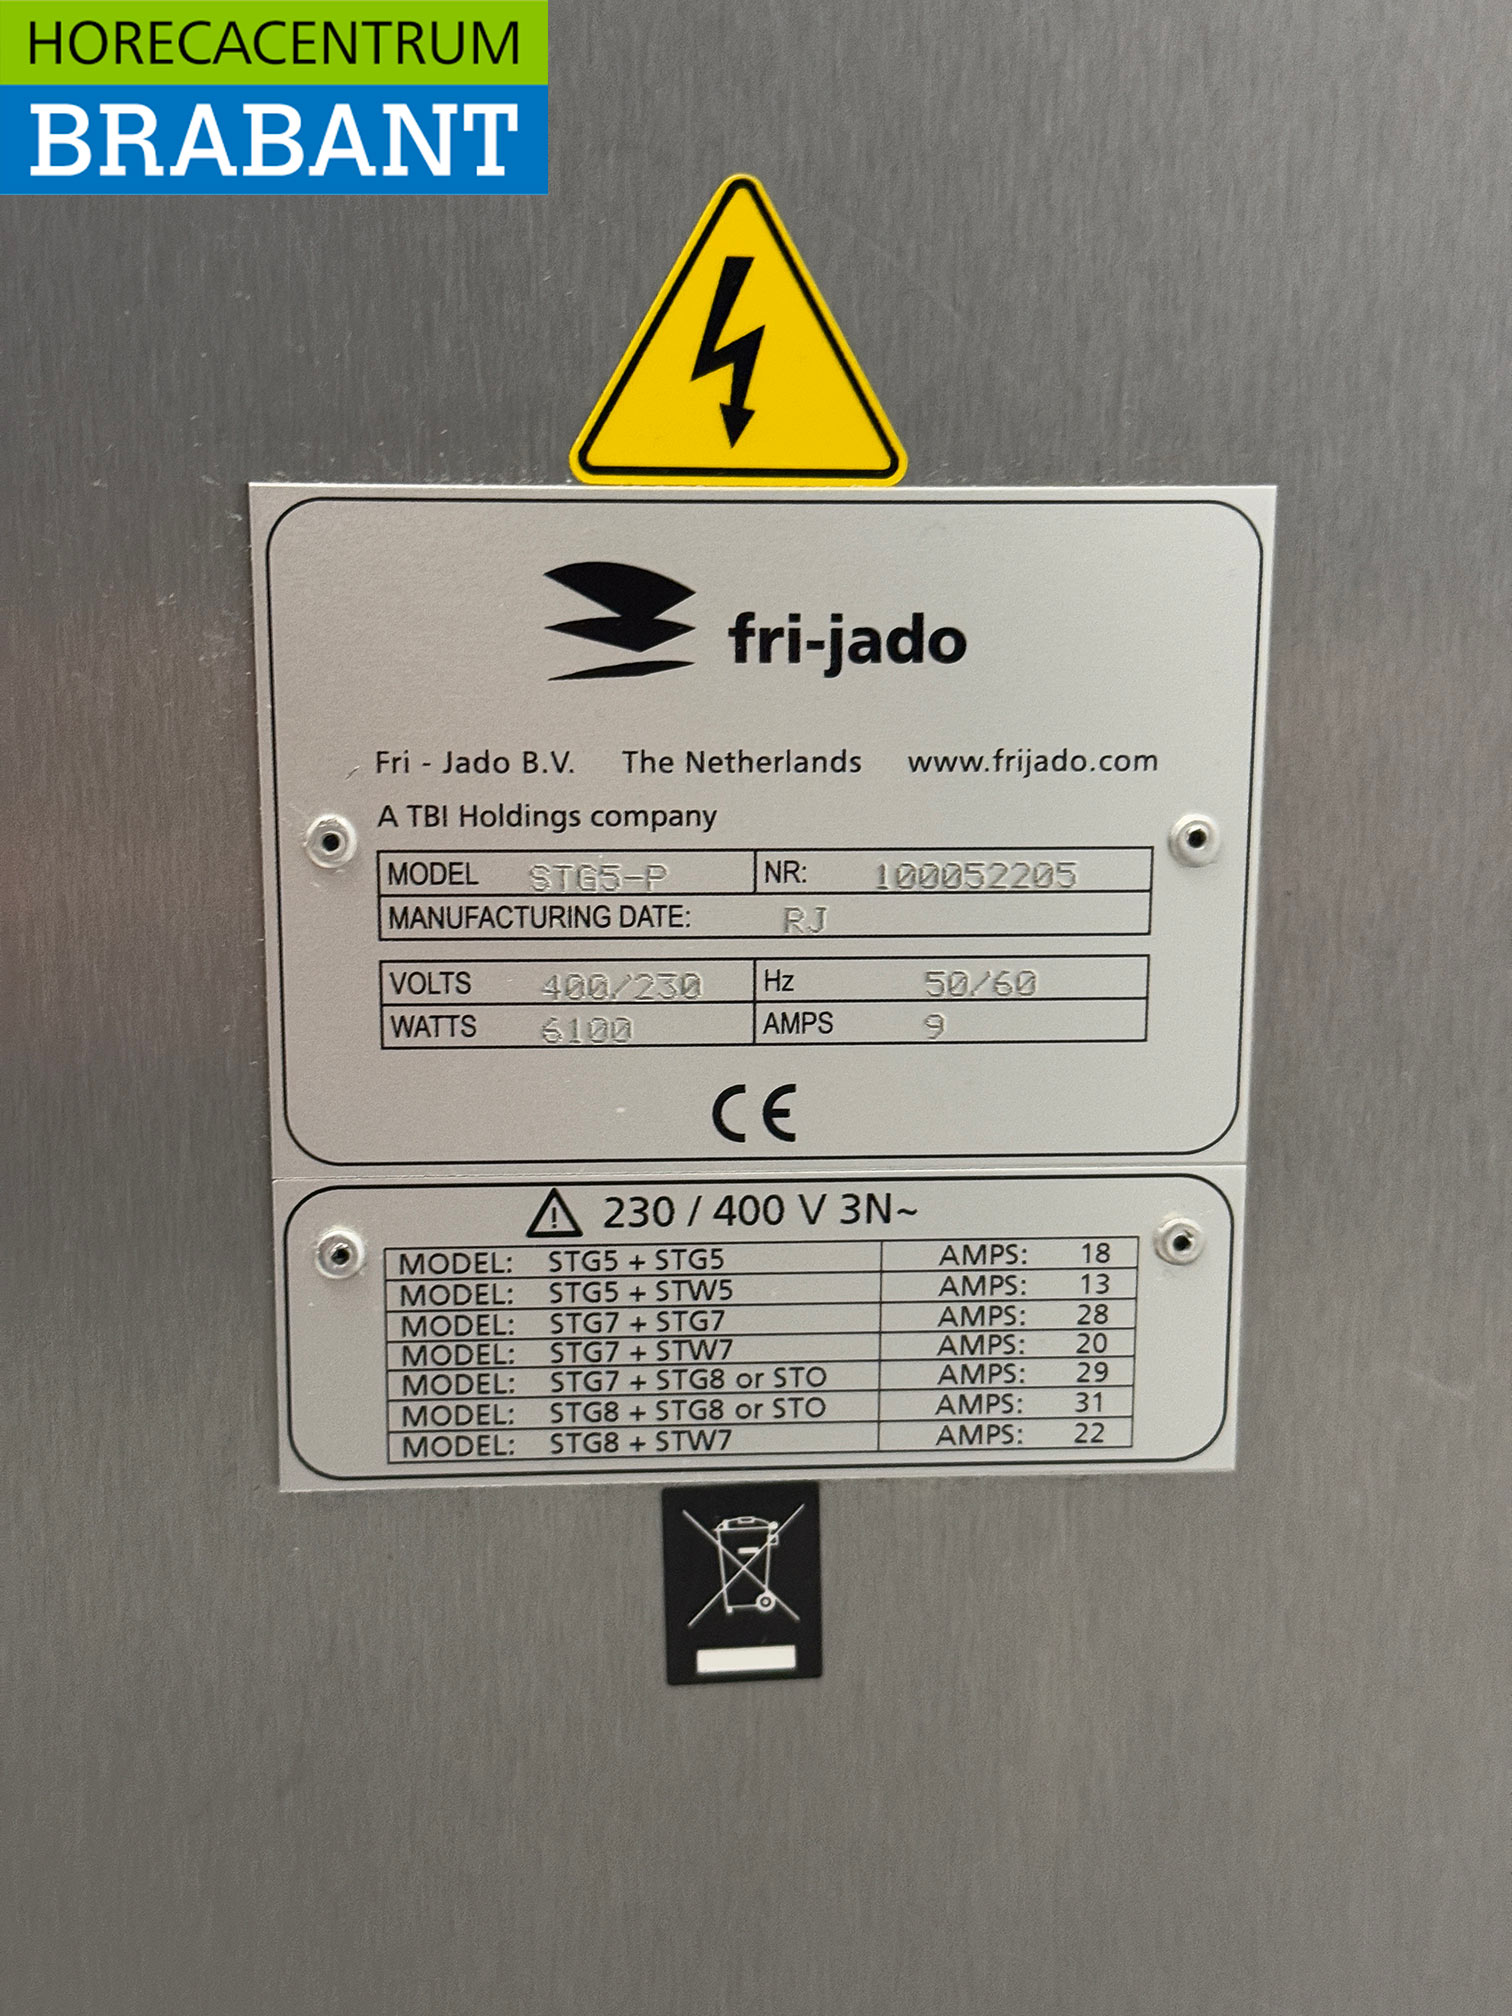 HORECACENTRUM
BRABANT
fri-jado
Fri - Jado B.V. The Netherlands www.frijado.com
A TBI Holdings company
MODEL STG5-P NR: 100052205
MANUFACTURING DATE: RJ
VOLTS 400/230 Hz 50/60
WATTS 6100 AMPS 9
CE
230 / 400 V 3N~
MODEL: STG5 + STG5 AMPS: 18
MODEL: STG5 + STW5 AMPS: 13
MODEL: STG7 + STG7 AMPS: 28
MODEL: STG7 + STW7 AMPS: 20
MODEL: STG7 + STG8 or STO AMPS: 29
MODEL: STG8 + STG8 or STO AMPS: 31
MODEL: STG8 + STW7 AMPS: 22